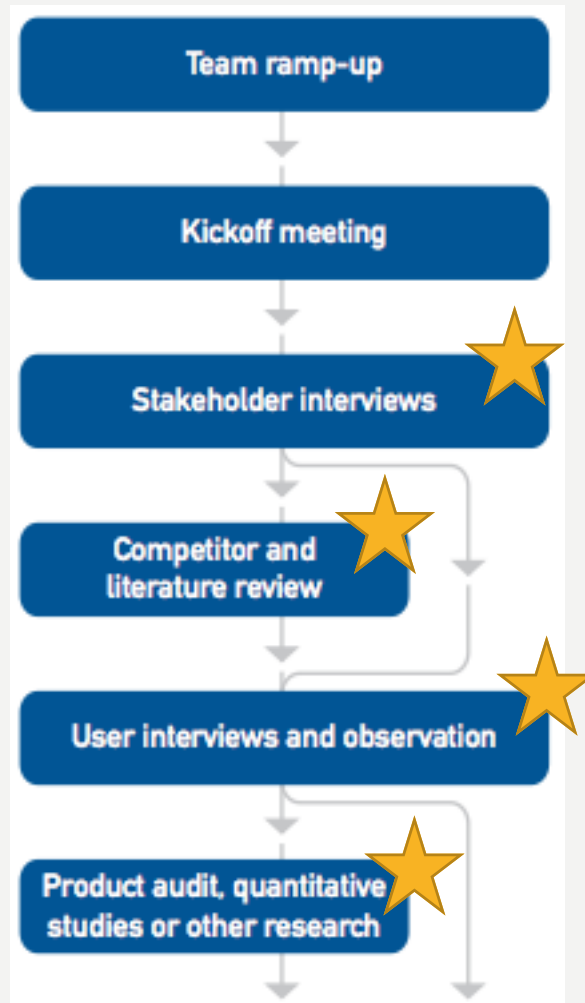 Team ramp-up
Kickoff meeting
Stakeholder interviews
Competitor and
literature review
User interviews and observation
Product audit, quantitative
studies or other research